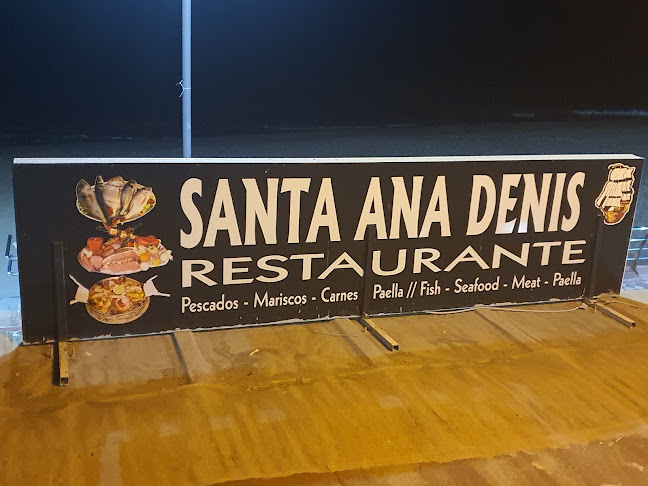 SANTA ANA DENIS
RESTAURANTE
Pescados - Mariscos - Carnes Paella // Fish - Seafood - Meat - Paella